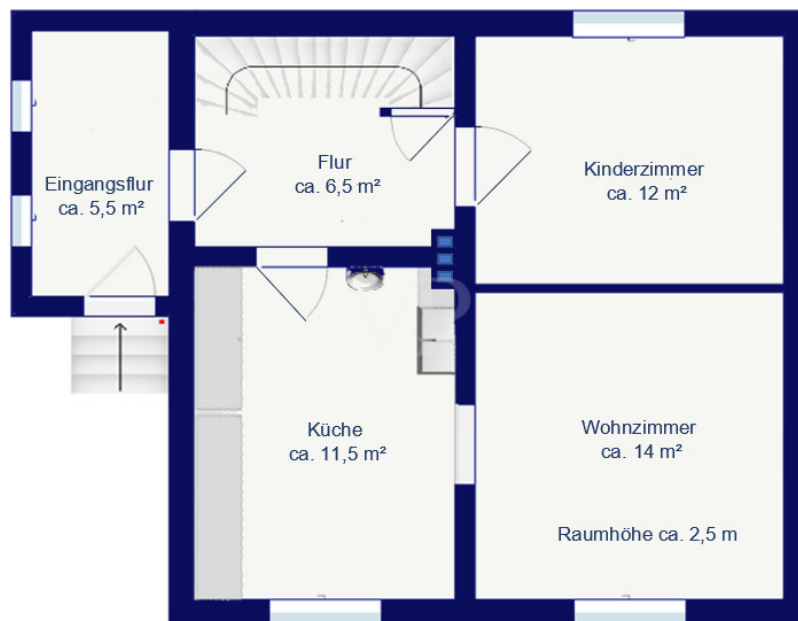 Eingangsflur
ca. 5,5 m²
Flur
ca. 6,5 m²
Kinderzimmer
ca. 12 m²
Küche
ca. 11,5 m²
Wohnzimmer
ca. 14 m²
Raumhöhe ca. 2,5 m